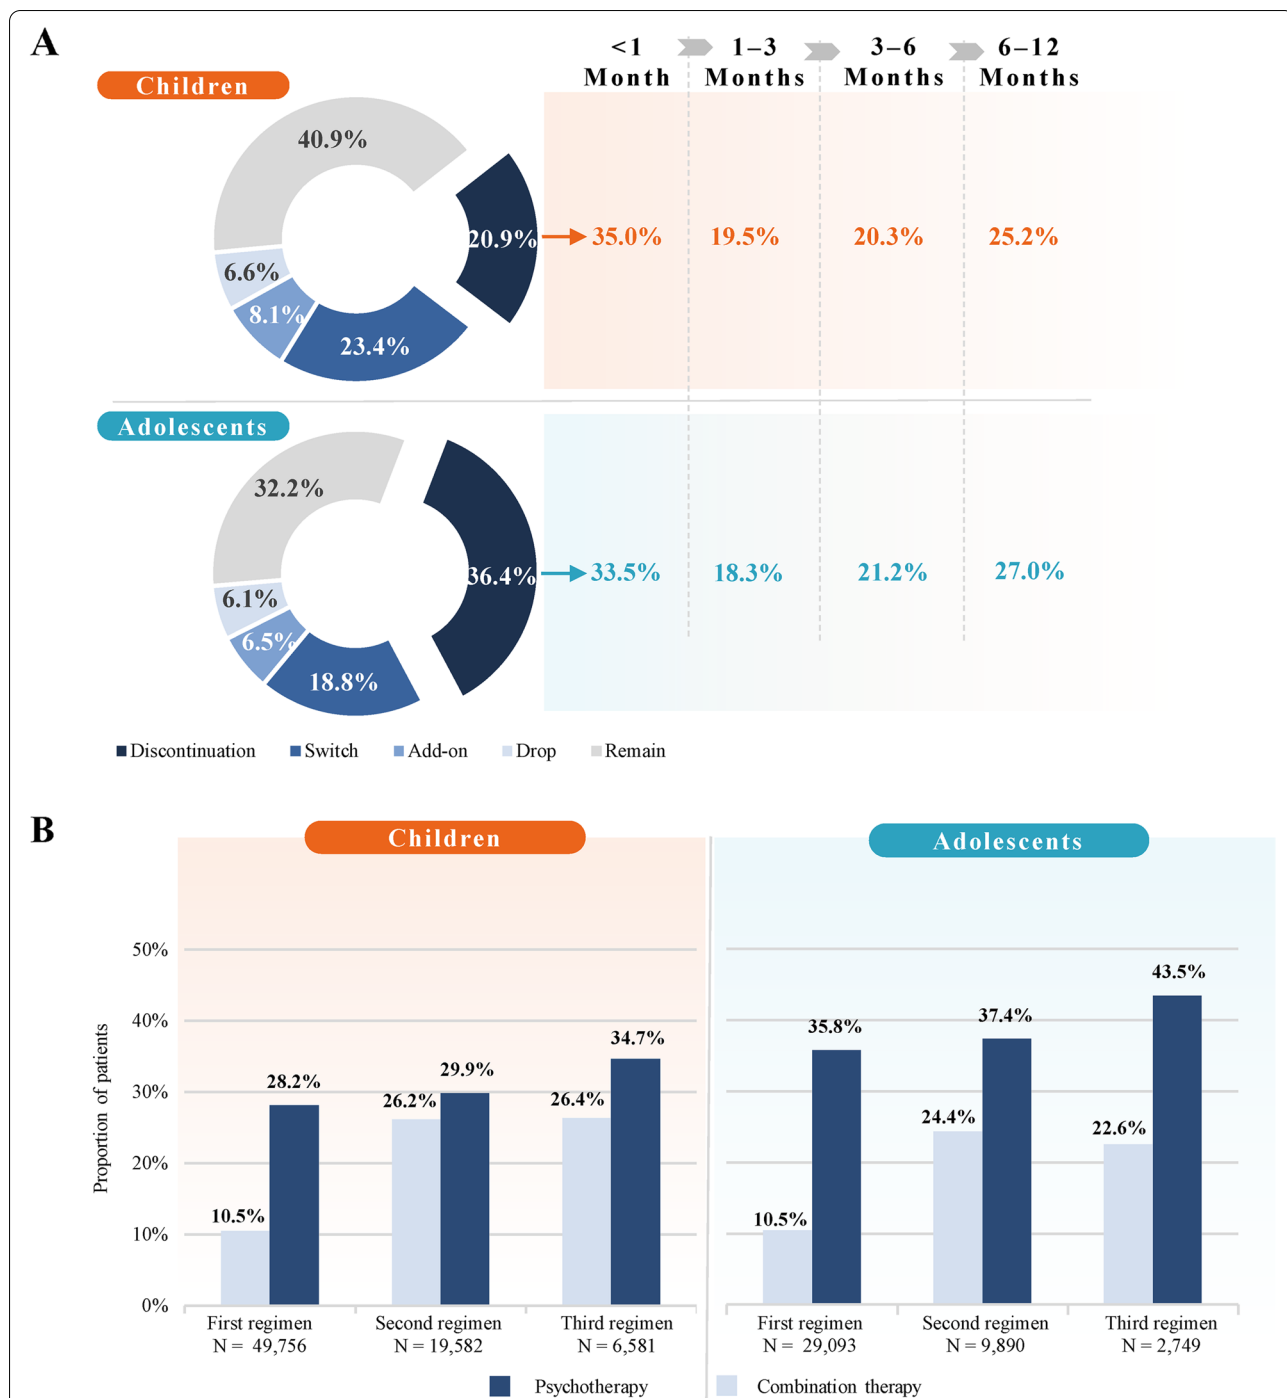 A
<1
Month
1–3
Months
3–6
Months
6–12
Months
Children
40.9%
20.9%
6.6%
8.1%
23.4%
35.0%
19.5%
20.3%
25.2%
Adolescents
32.2%
36.4%
6.1%
6.5%
18.8%
33.5%
18.3%
21.2%
27.0%
Discontinuation
Switch
Add-on
Drop
Remain
B
Children
Adolescents
Proportion of patients
50%
40%
30%
20%
10%
0%
10.5%
28.2%
26.2%
29.9%
26.4%
34.7%
10.5%
35.8%
24.4%
37.4%
22.6%
43.5%
First regimen
N = 49,756
Second regimen
N = 19,582
Third regimen
N = 6,581
First regimen
N = 29,093
Second regimen
N = 9,890
Third regimen
N = 2,749
Psychotherapy
Combination therapy